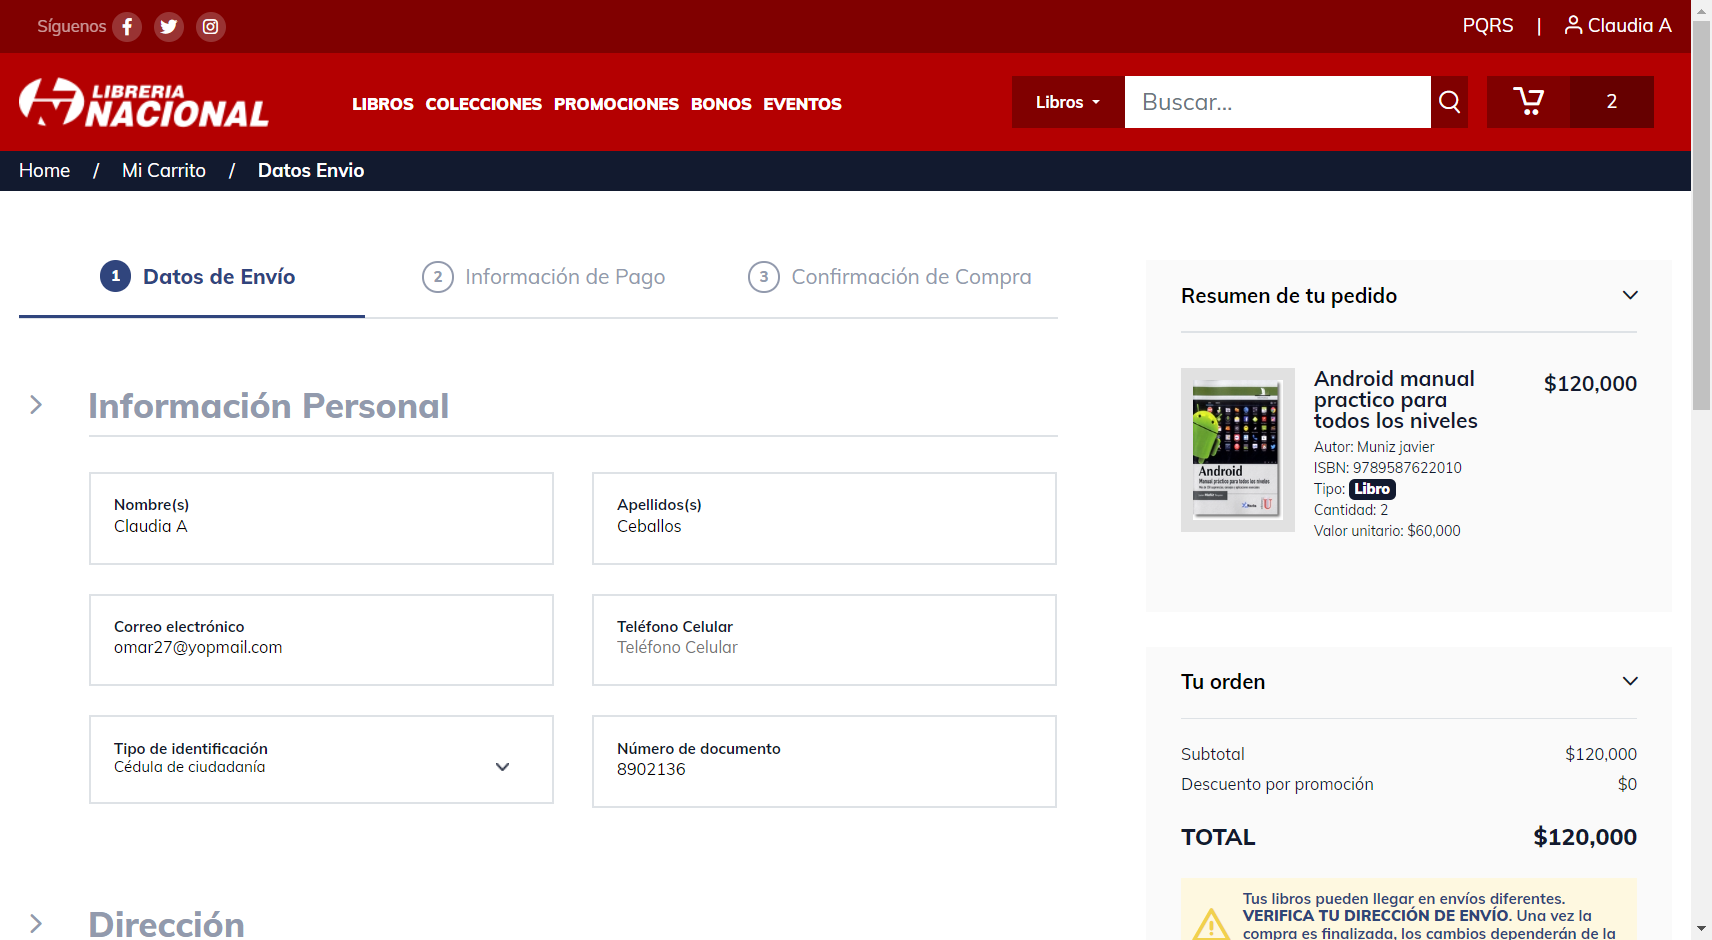 Síguenos
PQRS | Claudia A
LIBRERIA
NACIONAL
LIBROS COLECCIONES PROMOCIONES BONOS EVENTOS
Libros
Buscar...
2
Home / Mi Carrito / Datos Envio
1 Datos de Envío
2 Información de Pago
3 Confirmación de Compra
Información Personal
Nombre(s)
Claudia A
Apellidos(s)
Ceballos
Correo electrónico
omar27@yopmail.com
Teléfono Celular
Teléfono Celular
Tipo de identificación
Cédula de ciudadanía
Número de documento
8902136
Dirección
Resumen de tu pedido
Android
Manual práctico para todos los niveles
Android manual
practico para
todos los niveles
$120,000
Autor: Muniz javier
ISBN: 9789587622010
Tipo: Libro
Cantidad: 2
Valor unitario: $60,000
Tu orden
Subtotal $120,000
Descuento por promoción $0
TOTAL $120,000
Tus libros pueden llegar en envíos diferentes.
VERIFICA TU DIRECCIÓN DE ENVÍO. Una vez la
compra es finalizada, los cambios dependerán de la